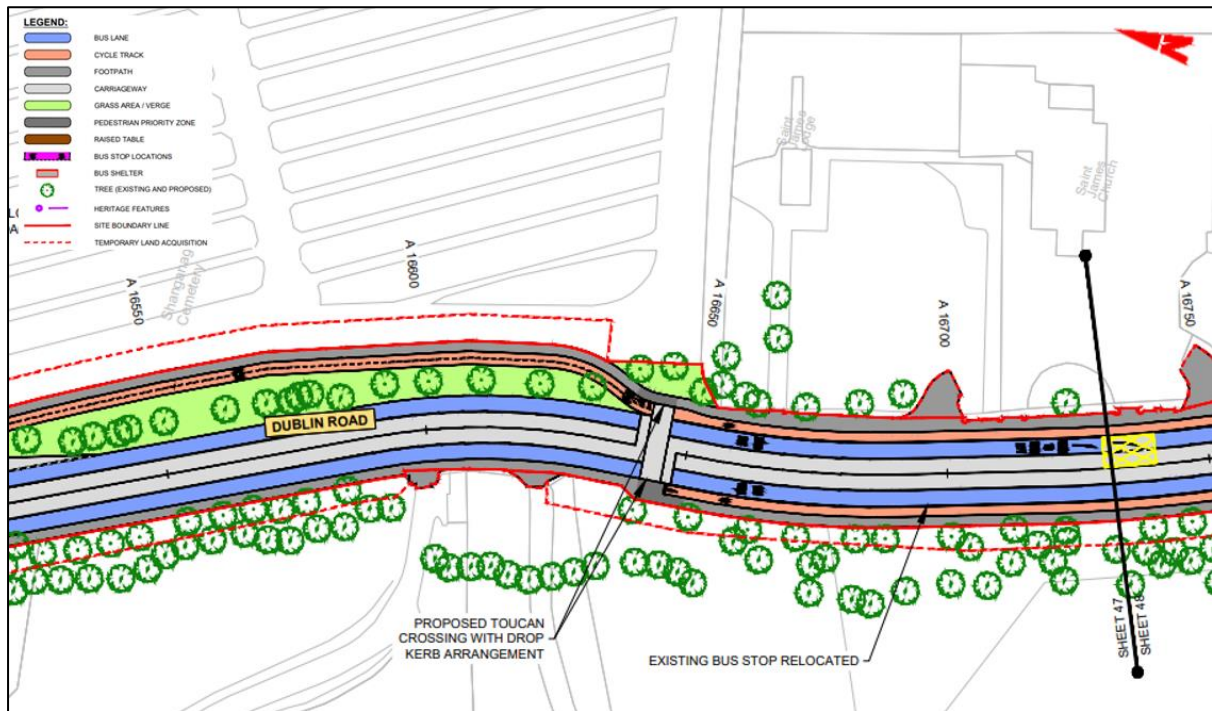 LEGEND:
BUS LANE
CYCLE TRACK
FOOTPATH
CARRIAGEWAY
GRASS AREA / VERGE
PEDESTRIAN PRIORITY ZONE
RAISED TABLE
BUS STOP LOCATIONS
BUS SHELTER
TREE (EXISTING AND PROPOSED)
HERITAGE FEATURES
SITE BOUNDARY LINE
TEMPORARY LAND ACQUISITION
N
Saint
James
Lodge
Saint
James
Church
Shanganag
Cemetery
A 16550
A 16600
A 16650
A 16700
A 16750
DUBLIN ROAD
PROPOSED TOUCAN
CROSSING WITH DROP
KERB ARRANGEMENT
EXISTING BUS STOP RELOCATED
SHEET 47
SHEET 48